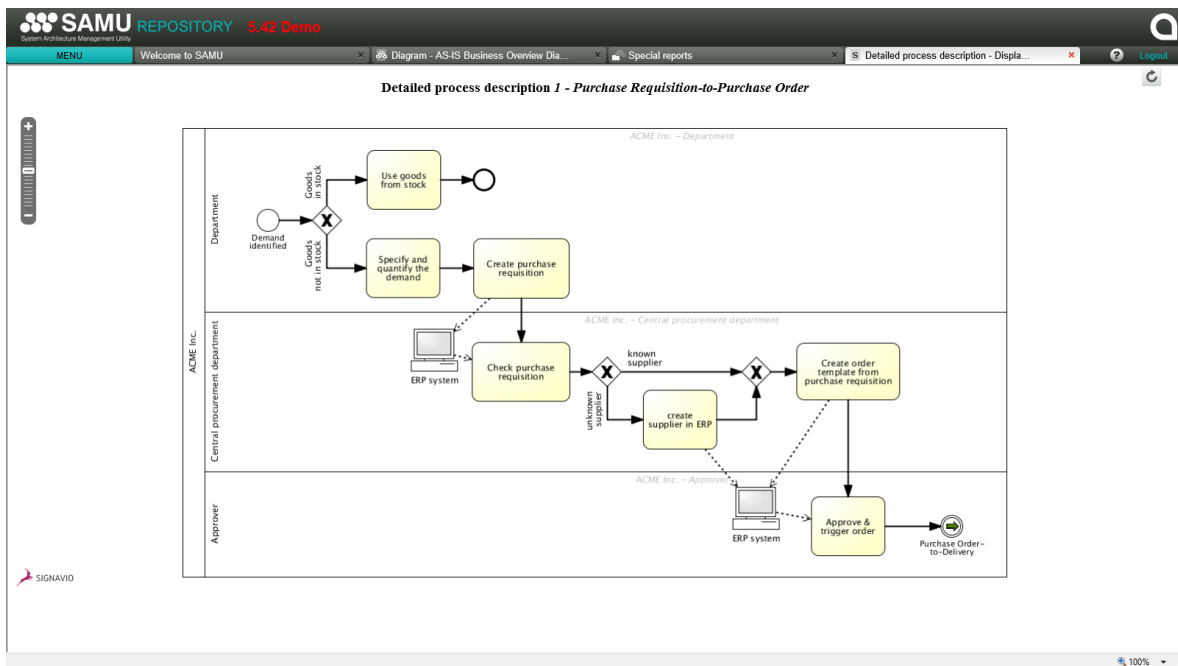 SAMU REPOSITORY 5.42 Demo
System Architecture Management Utility
MENU
Welcome to SAMU
Diagram - AS-IS Business Overview Dia...
Special reports
S Detailed process description - Displa...
Logout
Detailed process description 1 - Purchase Requisition-to-Purchase Order
ACME Inc.
Department
ACME Inc. – Department
Demand
identified
Goods
in stock
Use goods
from stock
Goods
not in stock
Specify and
quantify the
demand
Create purchase
requisition
Central procurement department
ACME Inc. – Central procurement department
ERP system
Check purchase
requisition
known
supplier
unknown
supplier
create
supplier in ERP
Create order
template from
purchase requisition
Approver
ACME Inc. – Approver
ERP system
Approve &
trigger order
Purchase Order–
to–Delivery
SIGNAVIO
100%